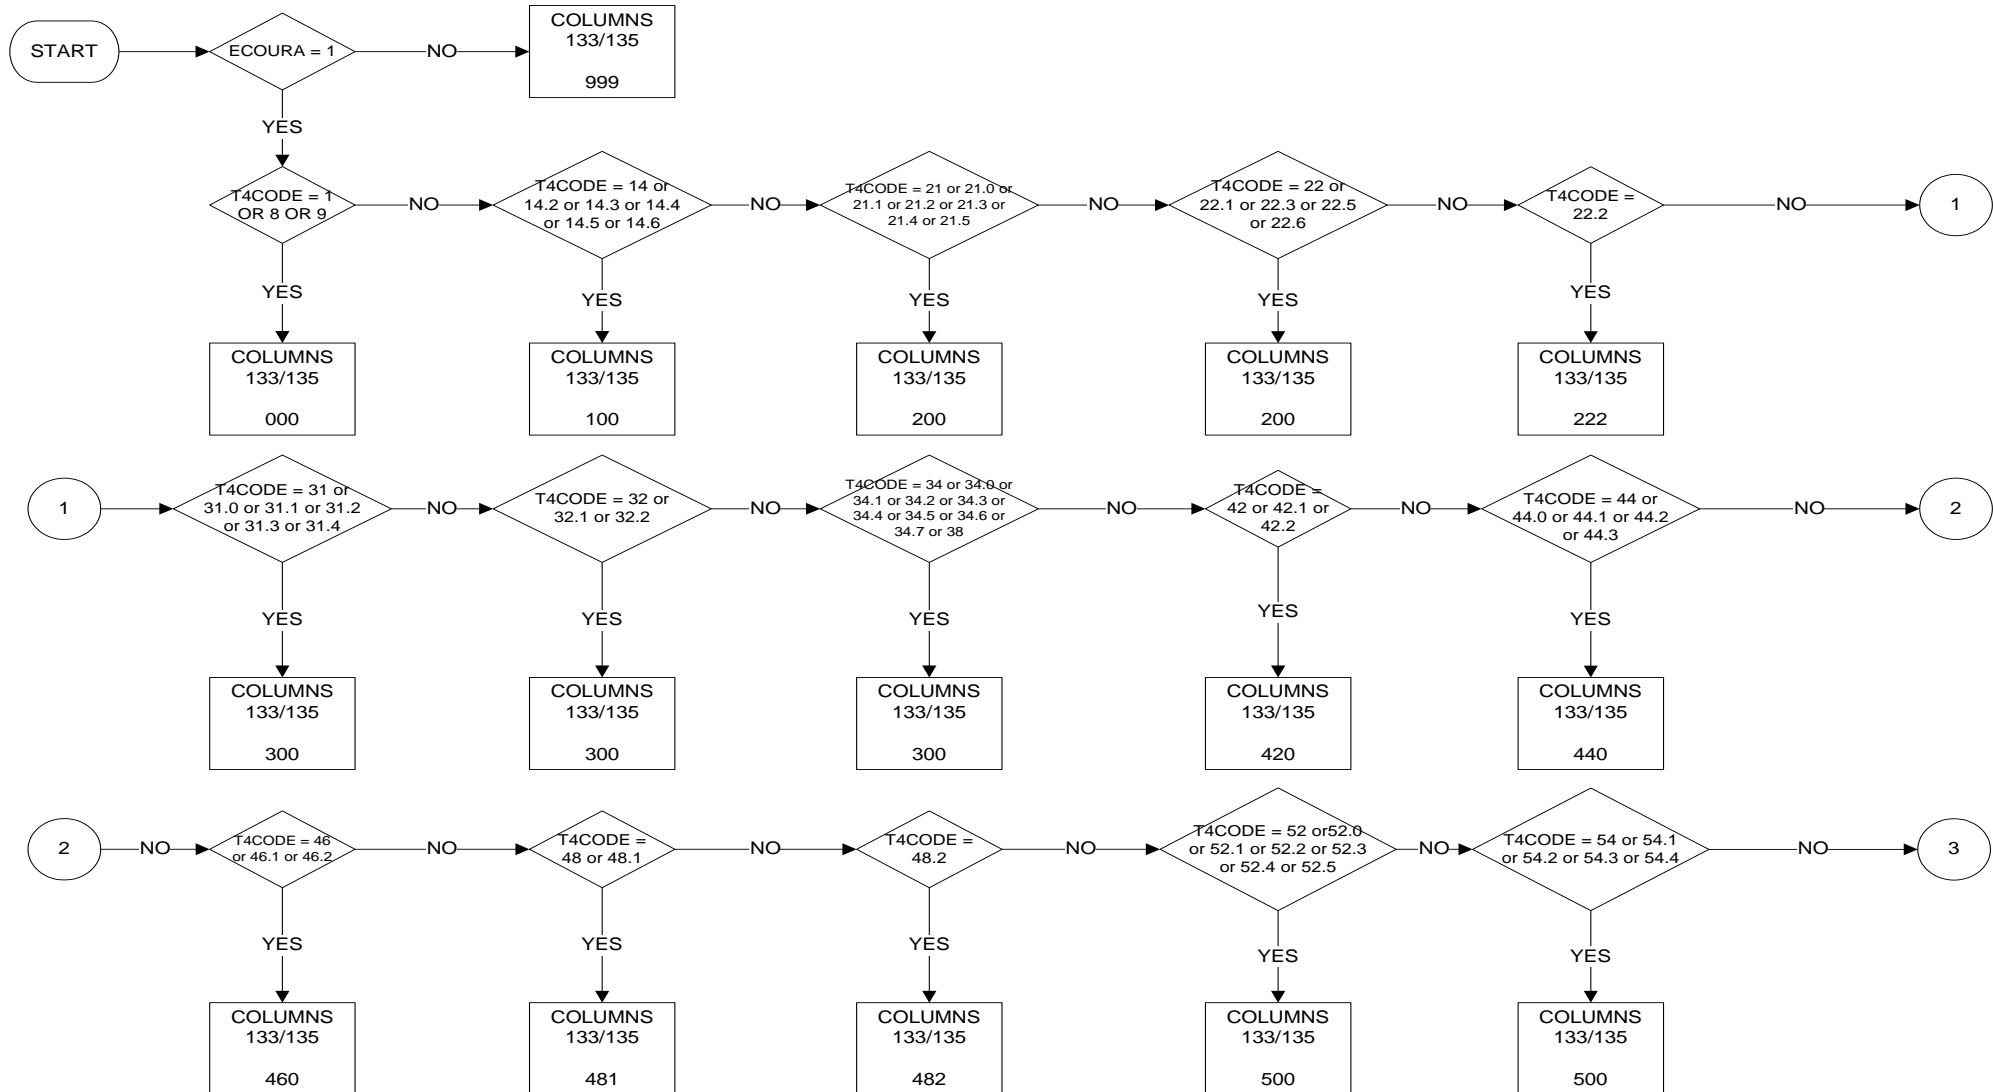 START
ECOURA = 1
NO
COLUMNS
133/135
999
YES
T4CODE = 1
OR 8 OR 9
NO
T4CODE = 14 or
14.2 or 14.3 or 14.4
or 14.5 or 14.6
NO
T4CODE = 21 or 21.0 or
21.1 or 21.2 or 21.3 or
21.4 or 21.5
NO
T4CODE = 22 or
22.1 or 22.3 or 22.5
or 22.6
NO
T4CODE =
22.2
NO
1
YES
YES
YES
YES
YES
COLUMNS
133/135
000
COLUMNS
133/135
100
COLUMNS
133/135
200
COLUMNS
133/135
200
COLUMNS
133/135
222
1
T4CODE = 31 or
31.0 or 31.1 or 31.2
or 31.3 or 31.4
NO
T4CODE = 32 or
32.1 or 32.2
NO
T4CODE = 34 or 34.0 or
34.1 or 34.2 or 34.3 or
34.4 or 34.5 or 34.6 or
34.7 or 38
NO
T4CODE =
42 or 42.1 or
42.2
NO
T4CODE = 44 or
44.0 or 44.1 or 44.2
or 44.3
NO
2
YES
YES
YES
YES
YES
COLUMNS
133/135
300
COLUMNS
133/135
300
COLUMNS
133/135
300
COLUMNS
133/135
420
COLUMNS
133/135
440
2
NO
T4CODE = 46
or 46.1 or 46.2
NO
T4CODE =
48 or 48.1
NO
T4CODE =
48.2
NO
T4CODE = 52 or52.0
or 52.1 or 52.2 or 52.3
or 52.4 or 52.5
NO
T4CODE = 54 or 54.1
or 54.2 or 54.3 or 54.4
NO
3
YES
YES
YES
YES
YES
COLUMNS
133/135
460
COLUMNS
133/135
481
COLUMNS
133/135
482
COLUMNS
133/135
500
COLUMNS
133/135
500